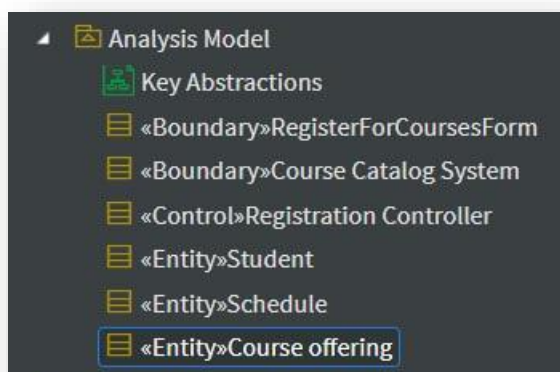 Analysis Model
Key Abstractions
«Boundary»RegisterForCoursesForm
«Boundary»Course Catalog System
«Control»Registration Controller
«Entity»Student
«Entity»Schedule
«Entity»Course offering